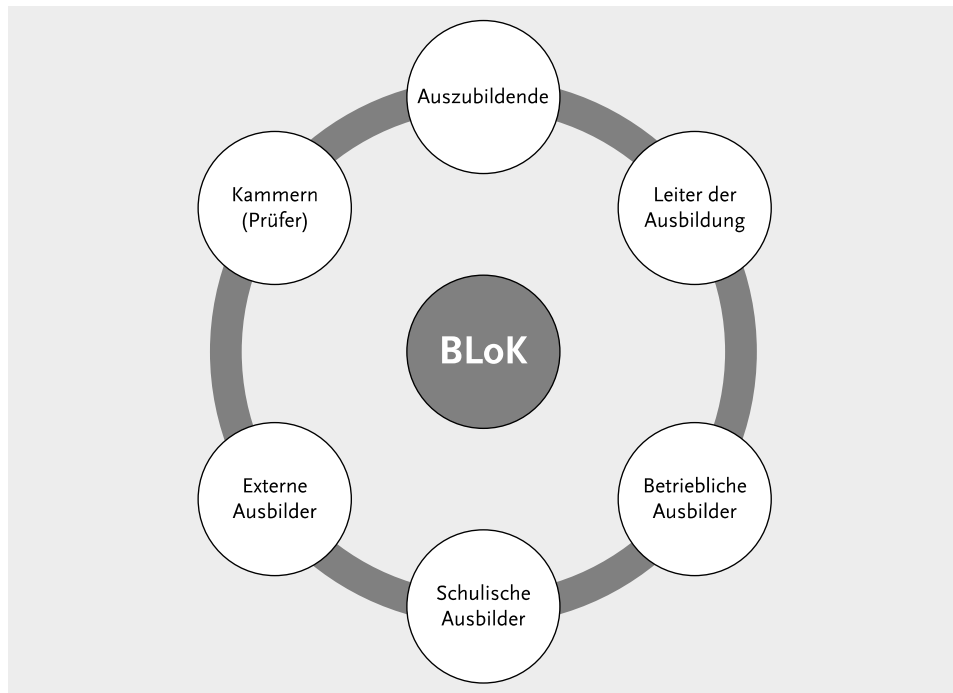 Auszubildende
Leiter der
Ausbildung
Betriebliche
Ausbilder
Schulische
Ausbilder
Externe
Ausbilder
Kammern
(Prüfer)
BLoK